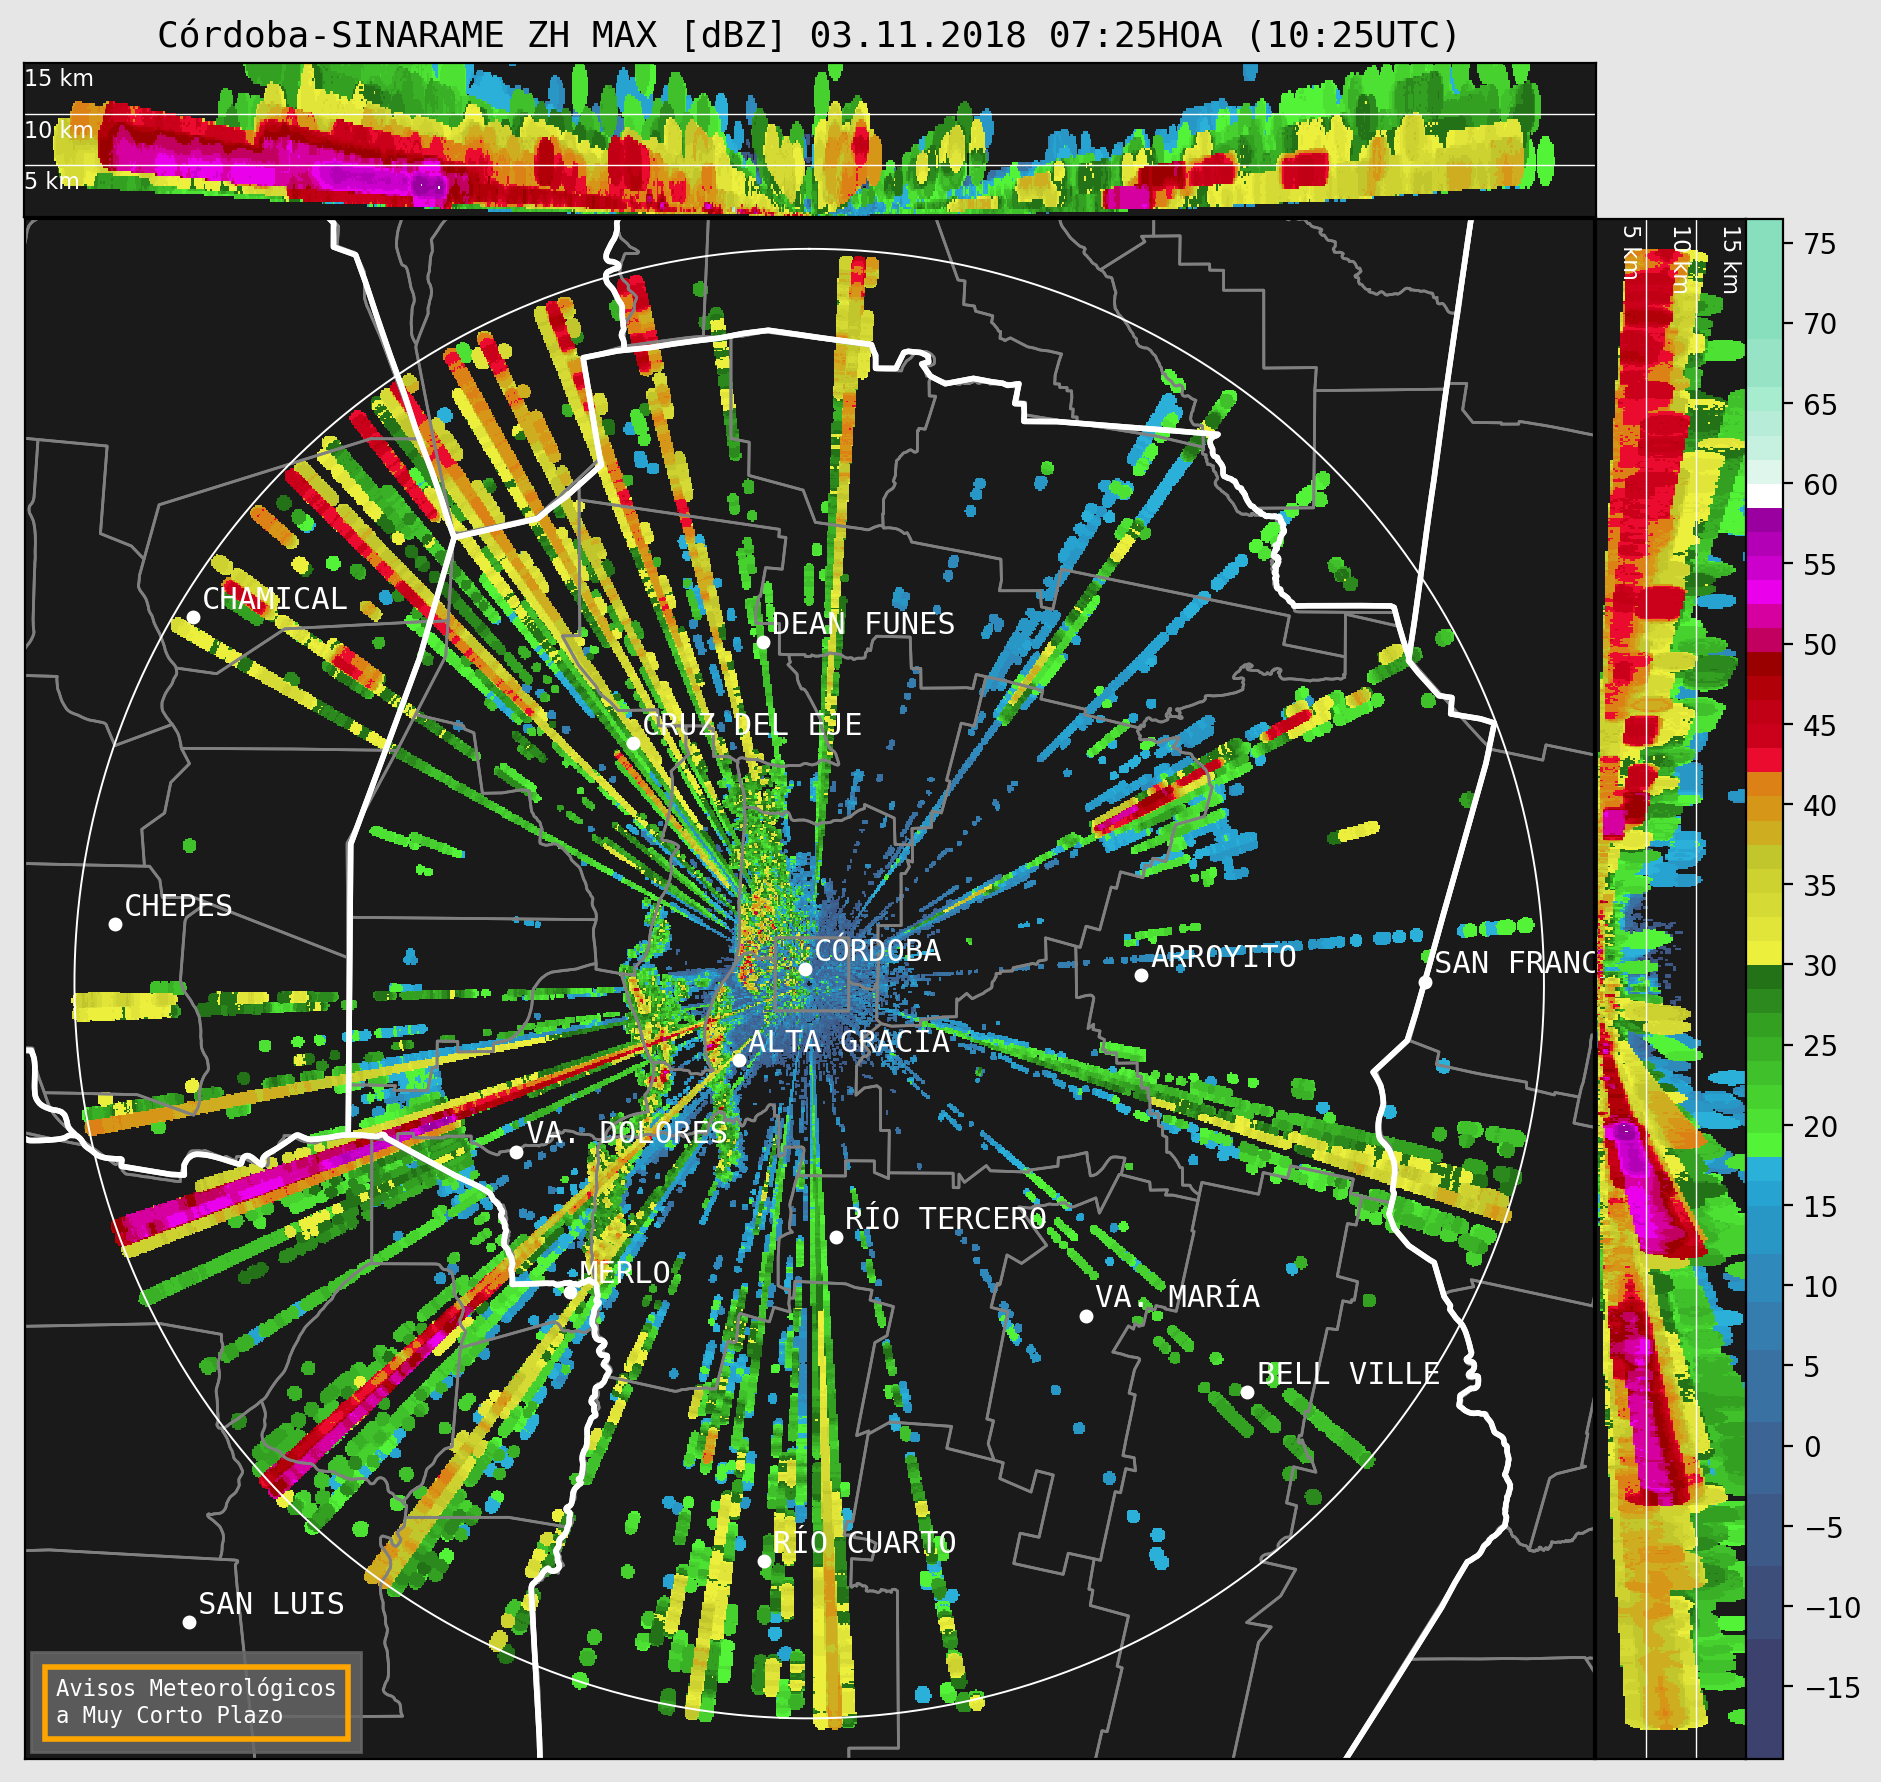 Córdoba-SINARAME ZH MAX [dBZ] 03.11.2018 07:25HOA (10:25UTC)
15 km
10 km
5 km
5 km
10 km
15 km
75
70
65
60
55
50
45
40
35
30
25
20
15
10
5
0
−5
−10
−15
CHAMICAL
DEAN FUNES
CRUZ DEL EJE
CHEPES
CÓRDOBA
ARROYITO
SAN FRANC
ALTA GRACIA
VA. DOLORES
RÍO TERCERO
MERLO
VA. MARÍA
BELL VILLE
RÍO CUARTO
SAN LUIS
Avisos Meteorológicos
a Muy Corto Plazo